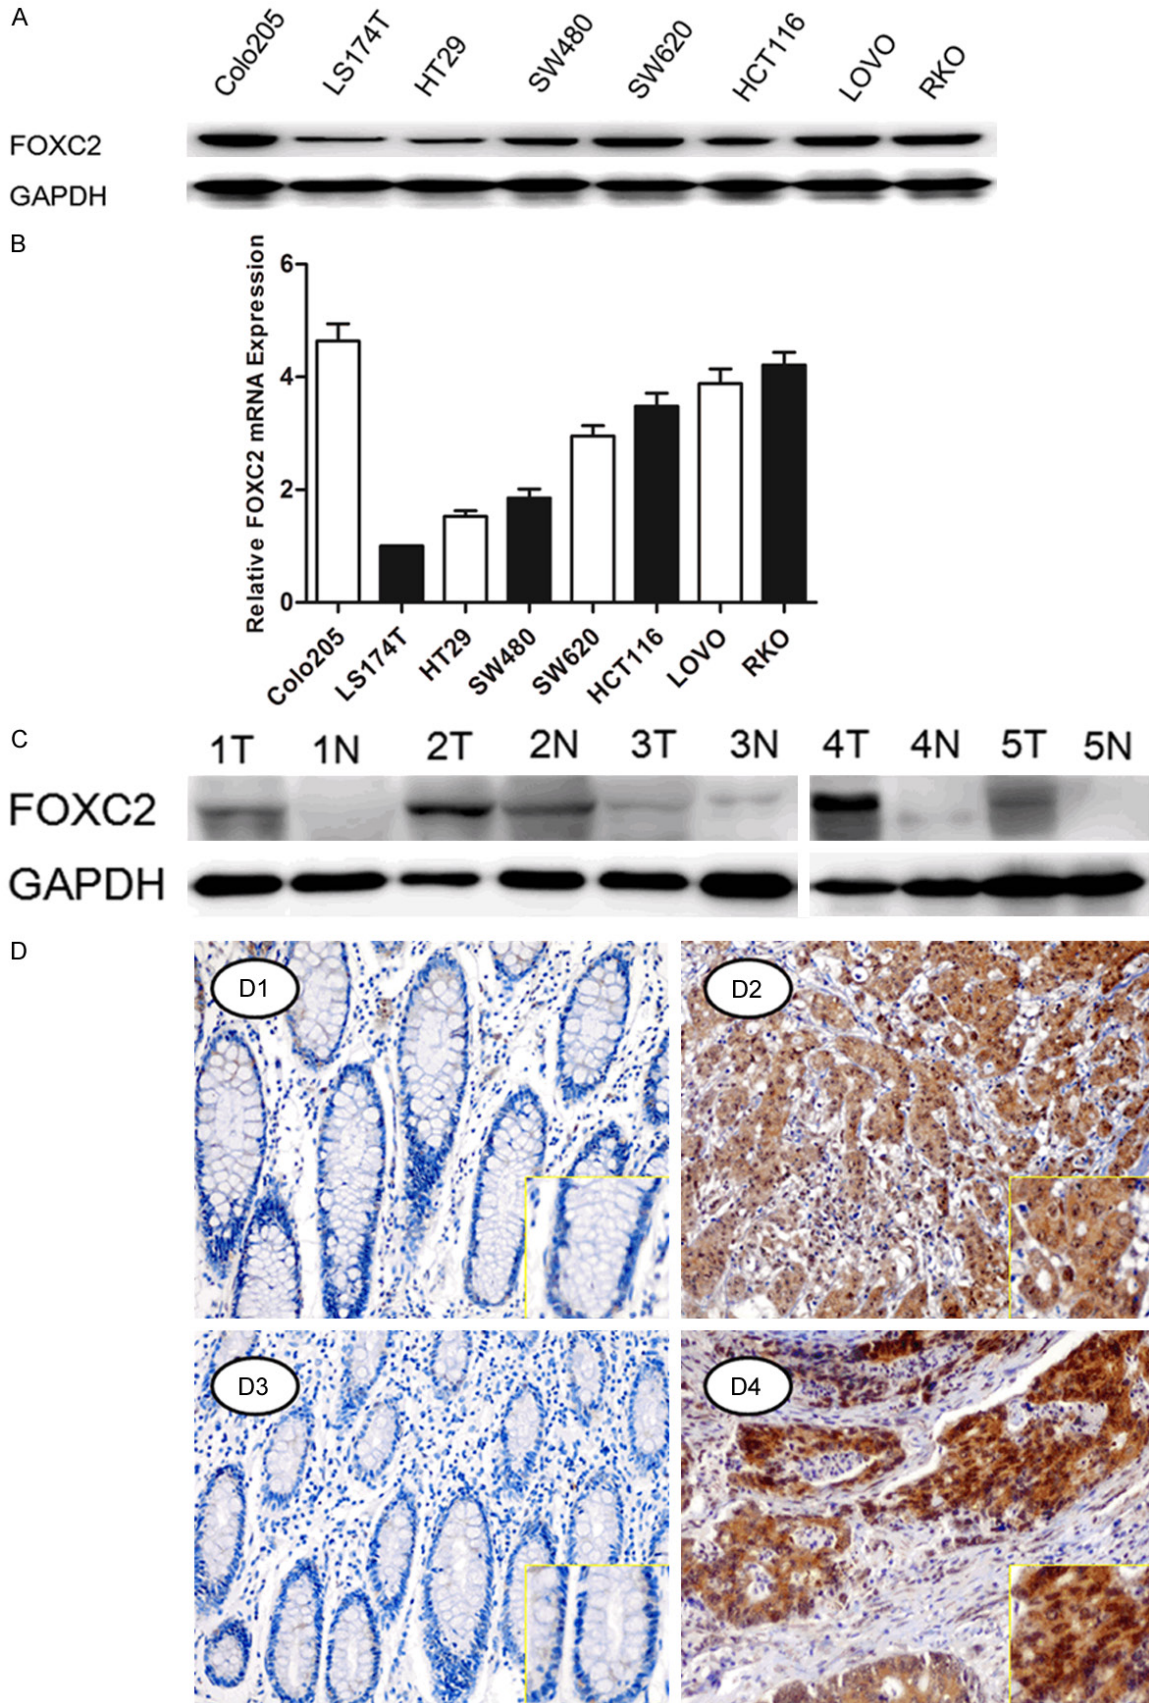 A
Colo205 LS174T HT29 SW480 SW620 HCT116 LOVO RKO
FOXC2
GAPDH
B
Relative FOXC2 mRNA Expression
6
4
2
0
Colo205 LS174T HT29 SW480 SW620 HCT116 LOVO RKO
C
1T 1N 2T 2N 3T 3N 4T 4N 5T 5N
FOXC2
GAPDH
D
D1 D2
D3 D4